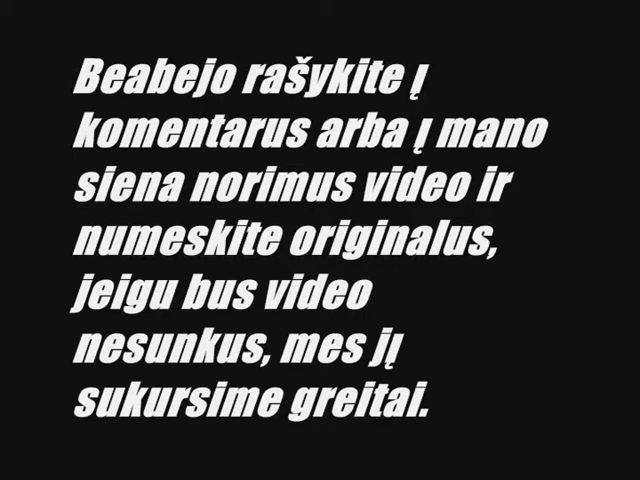 Beabejo rašykite į
komentarus arba į mano
siena norimus video ir
numeskite originalus,
jeigu bus video
nesunkus, mes jį
sukursime greitai.